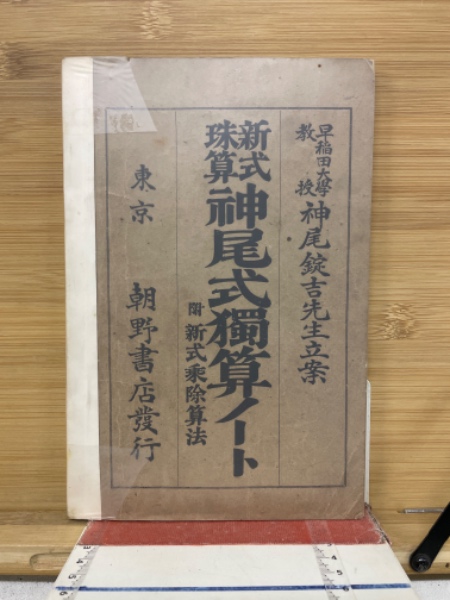 早稲田大學教授 神尾錠吉先生立案
新式珠算 神尾式獨算ノート
附 新式乘除算法
東京 朝野書店發行